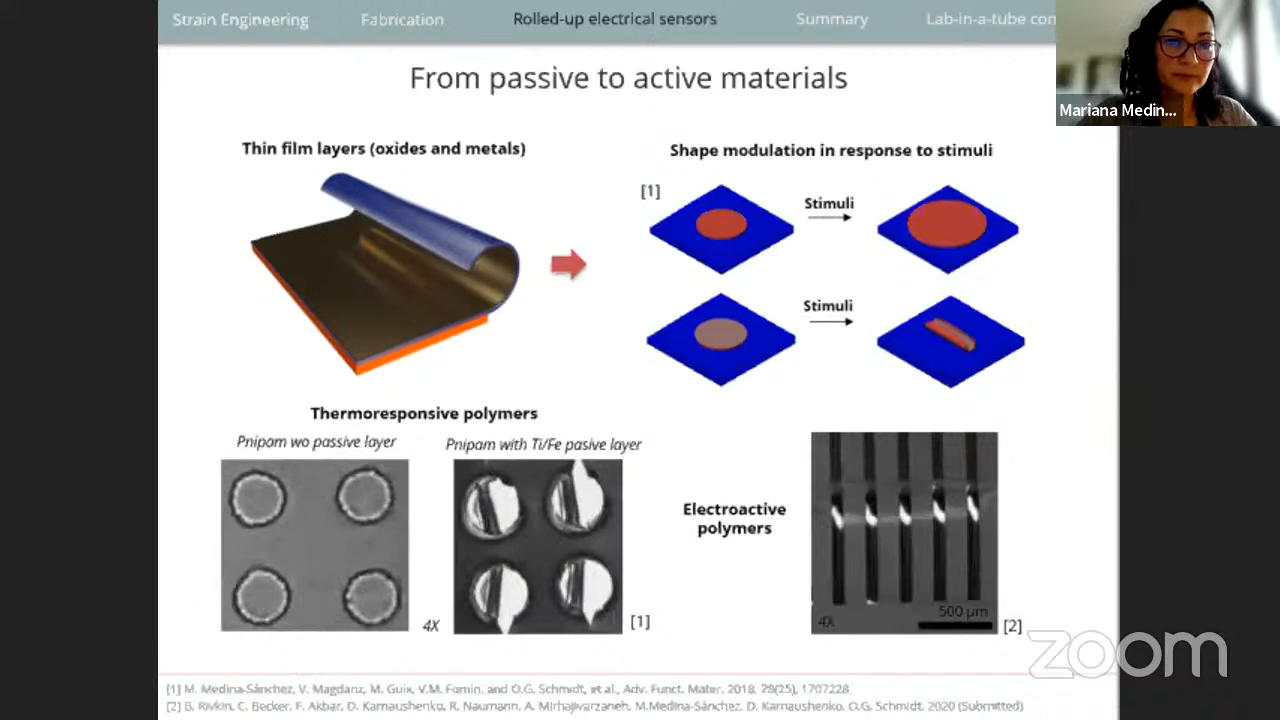 Strain Engineering Fabrication Rolled-up electrical sensors Summary Lab-in-a-tube con
Mariana Medin...
From passive to active materials
Thin film layers (oxides and metals)
Shape modulation in response to stimuli
[1]
Stimuli
Stimuli
Thermoresponsive polymers
Pnipam wo passive layer
Pnipam with Ti/Fe pasive layer
4X
[1]
Electroactive
polymers
4X
500 µm
[2]
zoom
[1] M. Medina-Sánchez, V. Magdanz, M. Guix, V.M. Fomin, and O.G. Schmidt, et al., Adv. Funct. Mater. 2018, 28(25), 1707228
[2] B. Rivkin, C. Becker, F. Akbar, D. Karnaushenko, R. Naumann, A. Mirhajivarzaneh, M.Medina-Sánchez, D. Karnaushenko, O.G. Schmidt, 2020 (Submitted)